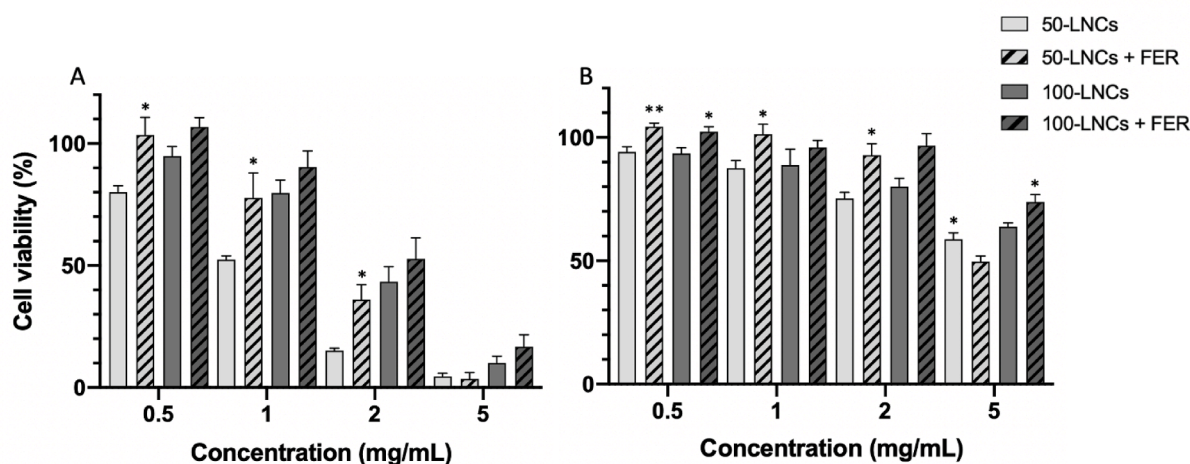 50-LNCs
50-LNCs + FER
100-LNCs
100-LNCs + FER
A
Cell viability (%)
100
50
0
*
*
*
0.5 1 2 5
Concentration (mg/mL)
B
100
50
0
**
*
*
*
*
*
0.5 1 2 5
Concentration (mg/mL)